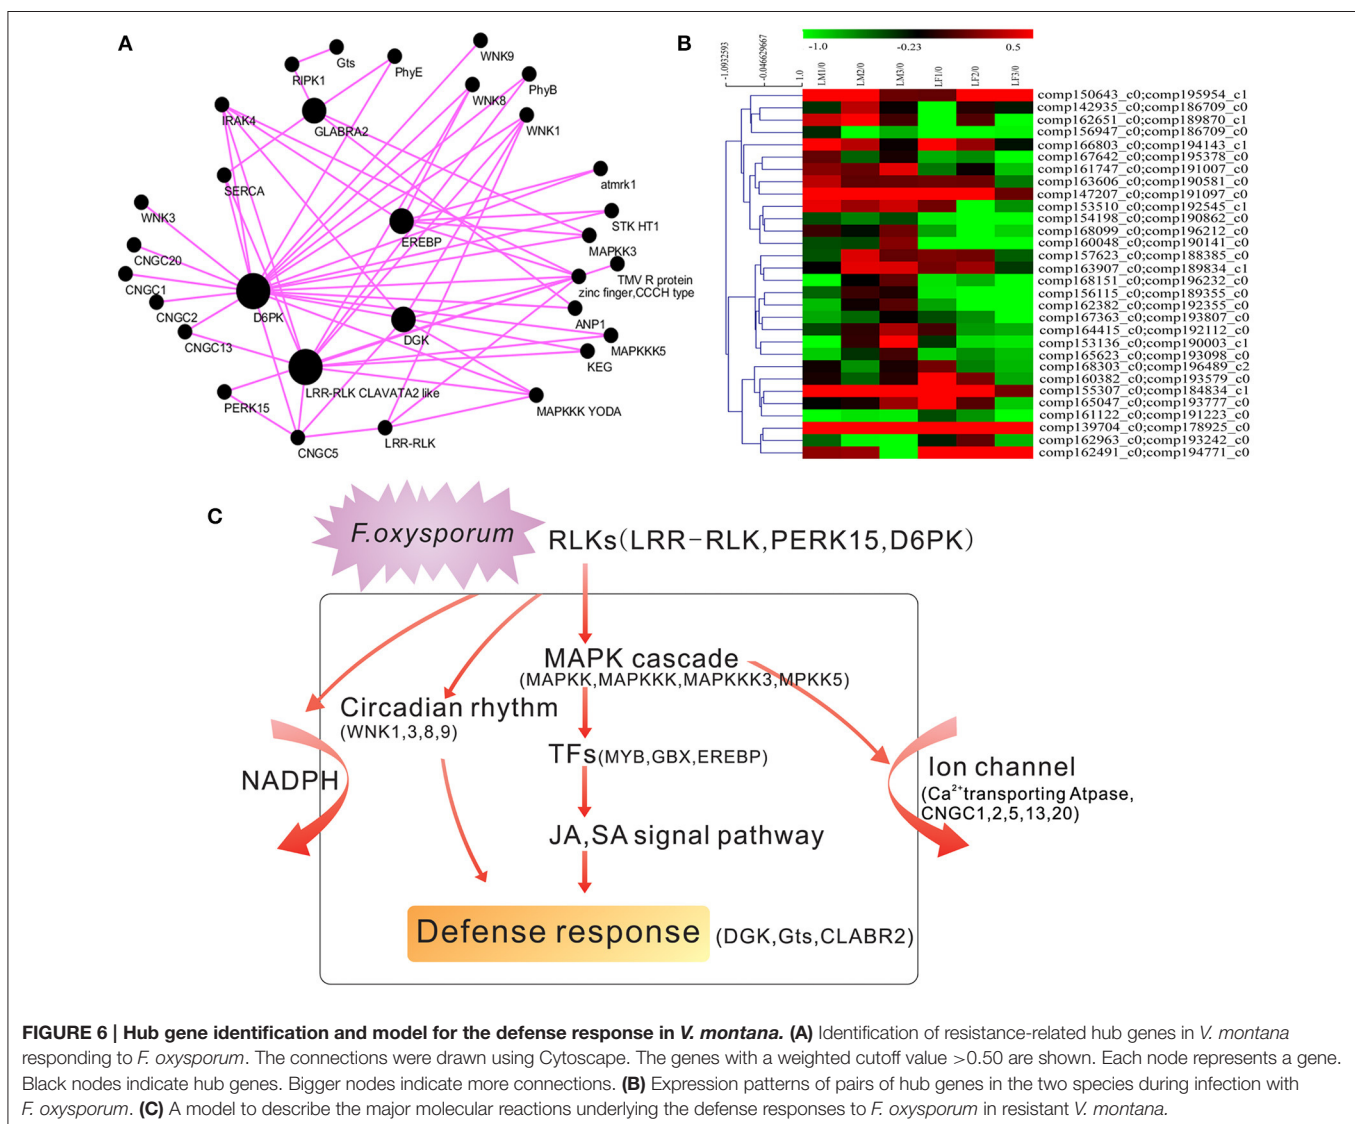 A
Gts
RIPK1
PhyE
WNK9
PhyB
WNK8
WNK1
IRAK4
GLABRA2
SERCA
atmrk1
WNK3
STK HT1
EREBP
MAPKK3
CNGC20
TMV R protein
zinc finger,CCCH type
CNGC1
CNGC2
D6PK
ANP1
DGK
CNGC13
MAPKKK5
KEG
LRR-RLK CLAVATA2 like
PERK15
MAPKKK YODA
LRR-RLK
CNGC5
B
-1.0932593
-0.046629667
1.0
-1.0 -0.23 0.5
LM1/0
LM2/0
LM3/0
LF1/0
LF2/0
LF3/0
comp150643_c0;comp195954_c1
comp142935_c0;comp186709_c0
comp162651_c0;comp189870_c1
comp156947_c0;comp186709_c0
comp166803_c0;comp194143_c1
comp167642_c0;comp195378_c0
comp161747_c0;comp191007_c0
comp163606_c0;comp190581_c0
comp147207_c0;comp191097_c0
comp153510_c0;comp192545_c1
comp154198_c0;comp190862_c0
comp168099_c0;comp196212_c0
comp160048_c0;comp190141_c0
comp157623_c0;comp188385_c0
comp163907_c0;comp189834_c1
comp168151_c0;comp196232_c0
comp156115_c0;comp189355_c0
comp162382_c0;comp192355_c0
comp167363_c0;comp193807_c0
comp164415_c0;comp192112_c0
comp153136_c0;comp190003_c1
comp165623_c0;comp193098_c0
comp168303_c0;comp196489_c2
comp160382_c0;comp193579_c0
comp155307_c0;comp184834_c1
comp165047_c0;comp193777_c0
comp161122_c0;comp191223_c0
comp139704_c0;comp178925_c0
comp162963_c0;comp193242_c0
comp162491_c0;comp194771_c0
C
F.oxysporum
RLKs(LRR-RLK,PERK15,D6PK)
MAPK cascade
(MAPKK,MAPKKK,MAPKKK3,MPKK5)
Circadian rhythm
(WNK1,3,8,9)
TFs(MYB,GBX,EREBP)
NADPH
Ion channel
(Ca²⁺transporting Atpase,
CNGC1,2,5,13,20)
JA,SA signal pathway
Defense response (DGK,Gts,CLABR2)
FIGURE 6 | Hub gene identification and model for the defense response in V. montana. (A) Identification of resistance-related hub genes in V. montana
responding to F. oxysporum. The connections were drawn using Cytoscape. The genes with a weighted cutoff value >0.50 are shown. Each node represents a gene.
Black nodes indicate hub genes. Bigger nodes indicate more connections. (B) Expression patterns of pairs of hub genes in the two species during infection with
F. oxysporum. (C) A model to describe the major molecular reactions underlying the defense responses to F. oxysporum in resistant V. montana.